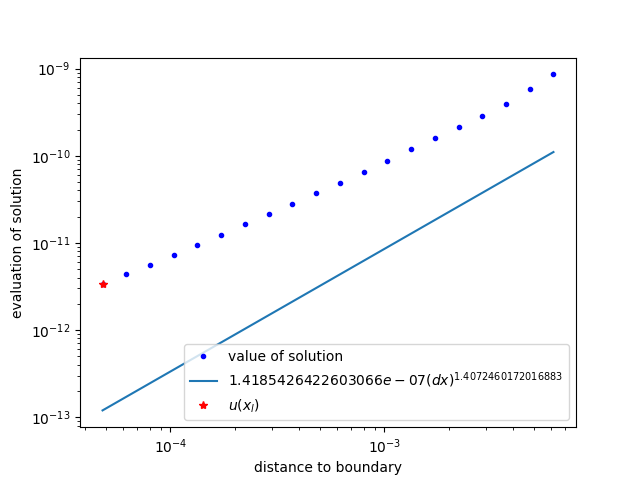 10⁻⁹
10⁻¹⁰
10⁻¹¹
10⁻¹²
10⁻¹³
evaluation of solution
value of solution
1.4185426422603066e − 07(dx)^1.4072460172016883
u(x_l)
10⁻⁴
10⁻³
distance to boundary